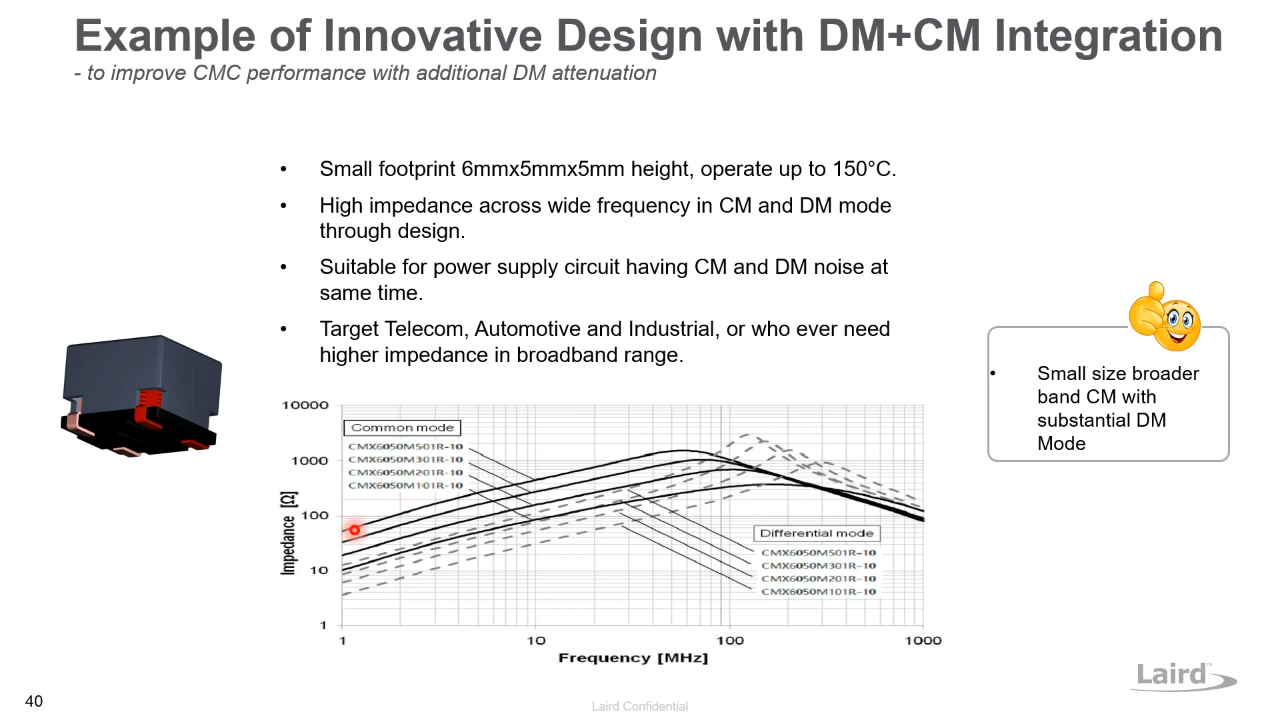 Example of Innovative Design with DM+CM Integration
- to improve CMC performance with additional DM attenuation
• Small footprint 6mmx5mmx5mm height, operate up to 150°C.
• High impedance across wide frequency in CM and DM mode
through design.
• Suitable for power supply circuit having CM and DM noise at
same time.
• Target Telecom, Automotive and Industrial, or who ever need
higher impedance in broadband range.
• Small size broader
band CM with
substantial DM
Mode
10000
1000
100
10
1
Impedance [Ω]
Common mode
CMX6050M501R-10
CMX6050M301R-10
CMX6050M201R-10
CMX6050M101R-10
Differential mode
CMX6050M501R-10
CMX6050M301R-10
CMX6050M201R-10
CMX6050M101R-10
1 10 100 1000
Frequency [MHz]
Laird™
40
Laird Confidential